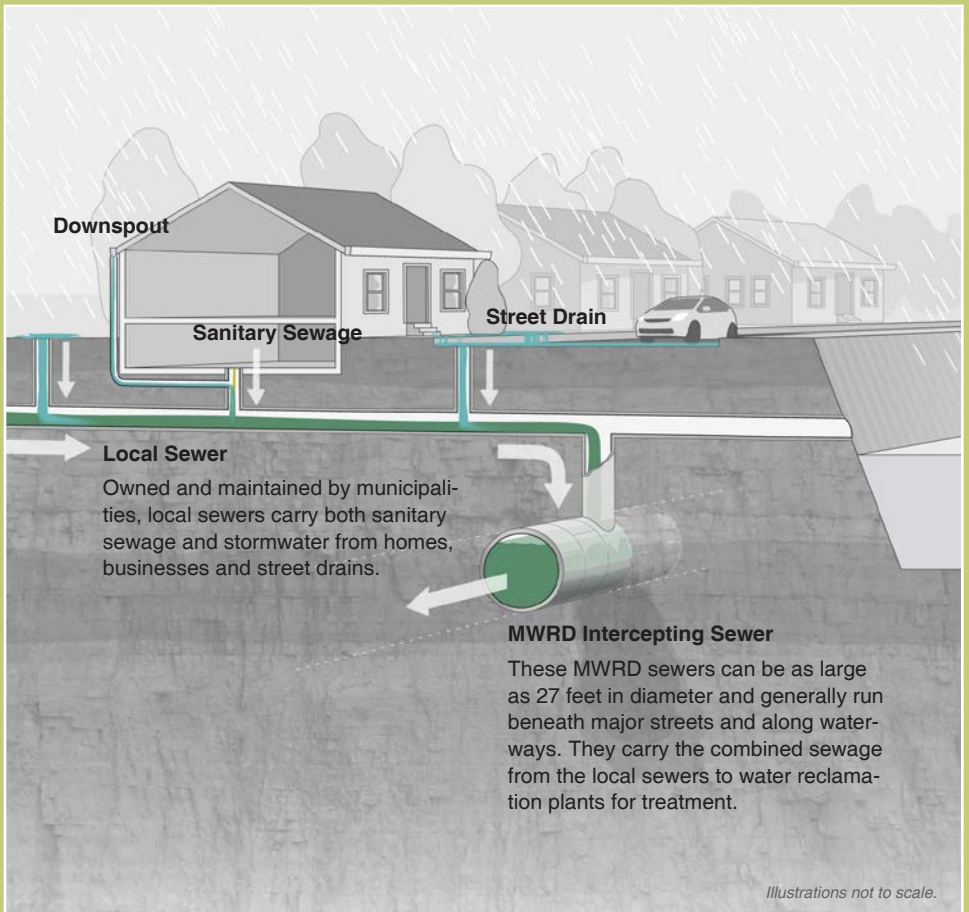 Downspout
Sanitary Sewage
Street Drain
Local Sewer
Owned and maintained by municipali-
ties, local sewers carry both sanitary
sewage and stormwater from homes,
businesses and street drains.
MWRD Intercepting Sewer
These MWRD sewers can be as large
as 27 feet in diameter and generally run
beneath major streets and along water-
ways. They carry the combined sewage
from the local sewers to water reclama-
tion plants for treatment.
Illustrations not to scale.